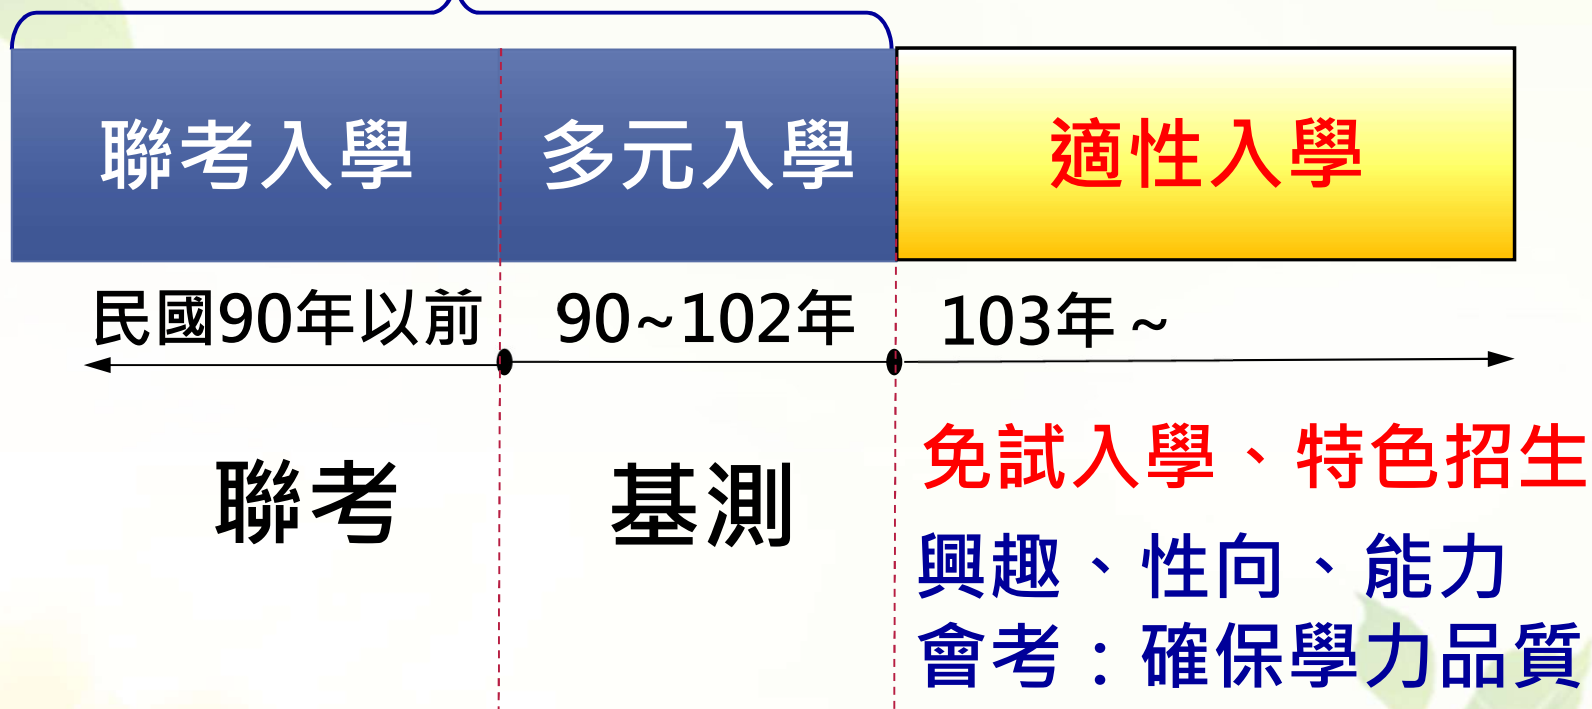 聯考入學 多元入學 適性入學
民國90年以前 90~102年 103年~
聯考 基測 免試入學、特色招生
興趣、性向、能力
會考：確保學力品質